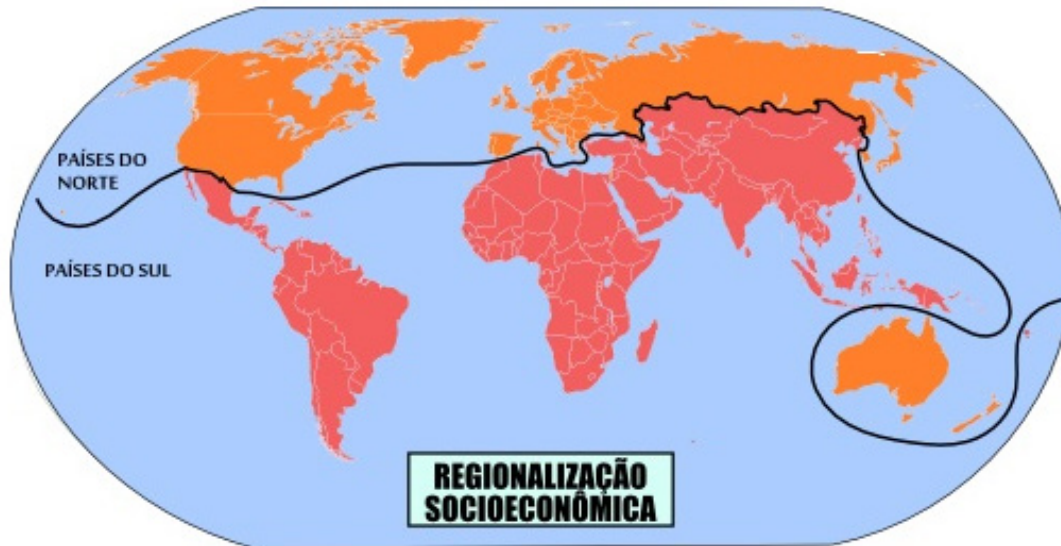 PAÍSES DO
NORTE
PAÍSES DO SUL
REGIONALIZAÇÃO
SOCIOECONÔMICA